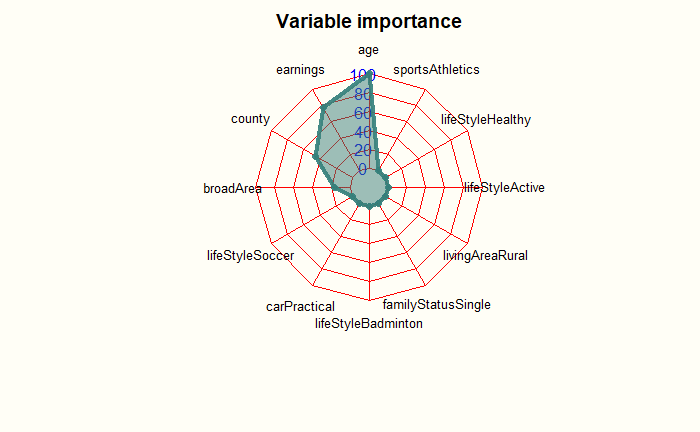 Variable importance
age
earnings
sportsAthletics
100
80
60
40
20
0
county
lifeStyleHealthy
broadArea
lifeStyleActive
lifeStyleSoccer
livingAreaRural
carPractical
familyStatusSingle
lifeStyleBadminton